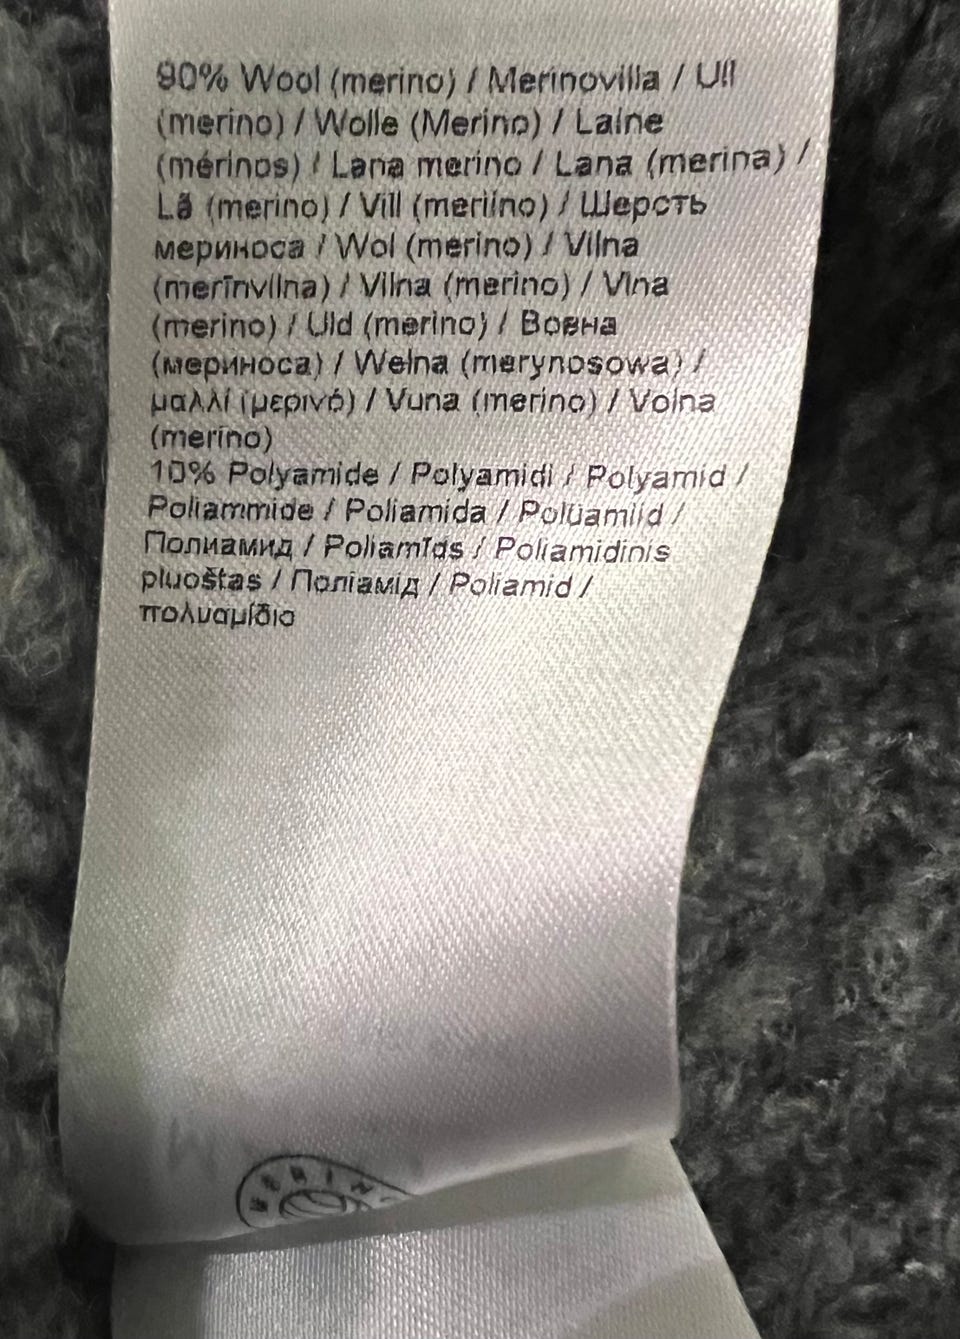 90% Wool (merino) / Merinovilla / Ull
(merino) / Wolle (Merino) / Laine
(mérinos) / Lana merino / Lana (merina) /
Lã (merino) / Vill (meriino) / Шерсть
мериноса / Wol (merino) / Vilna
(merīnvilna) / Vilna (merino) / Vlna
(merino) / Uld (merino) / Вовна
(мериноса) / Wełna (merynosowa) /
μαλλί (μερινό) / Vuna (merino) / Volna
(merino)
10% Polyamide / Polyamidi / Polyamid /
Poliammide / Poliamida / Polüamiid /
Полиамид / Poliamīds / Poliamidinis
pluoštas / Поліамід / Poliamid /
πολυαμίδιο